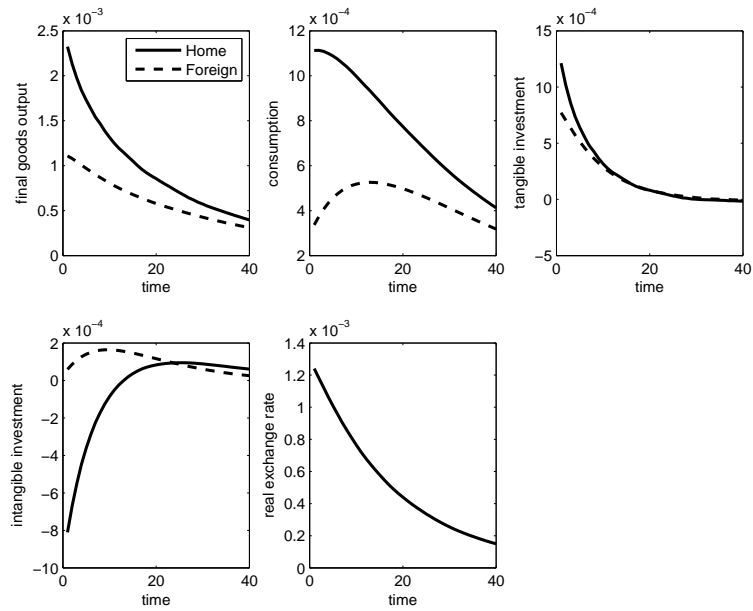 x 10⁻³
2.5
2
1.5
1
0.5
0
final goods output
0 20 40
time
Home
Foreign
x 10⁻⁴
12
10
8
6
4
2
consumption
0 20 40
time
x 10⁻⁴
15
10
5
0
−5
tangible investment
0 20 40
time
x 10⁻⁴
2
0
−2
−4
−6
−8
−10
intangible investment
0 20 40
time
x 10⁻³
1.4
1.2
1
0.8
0.6
0.4
0.2
0
real exchange rate
0 20 40
time